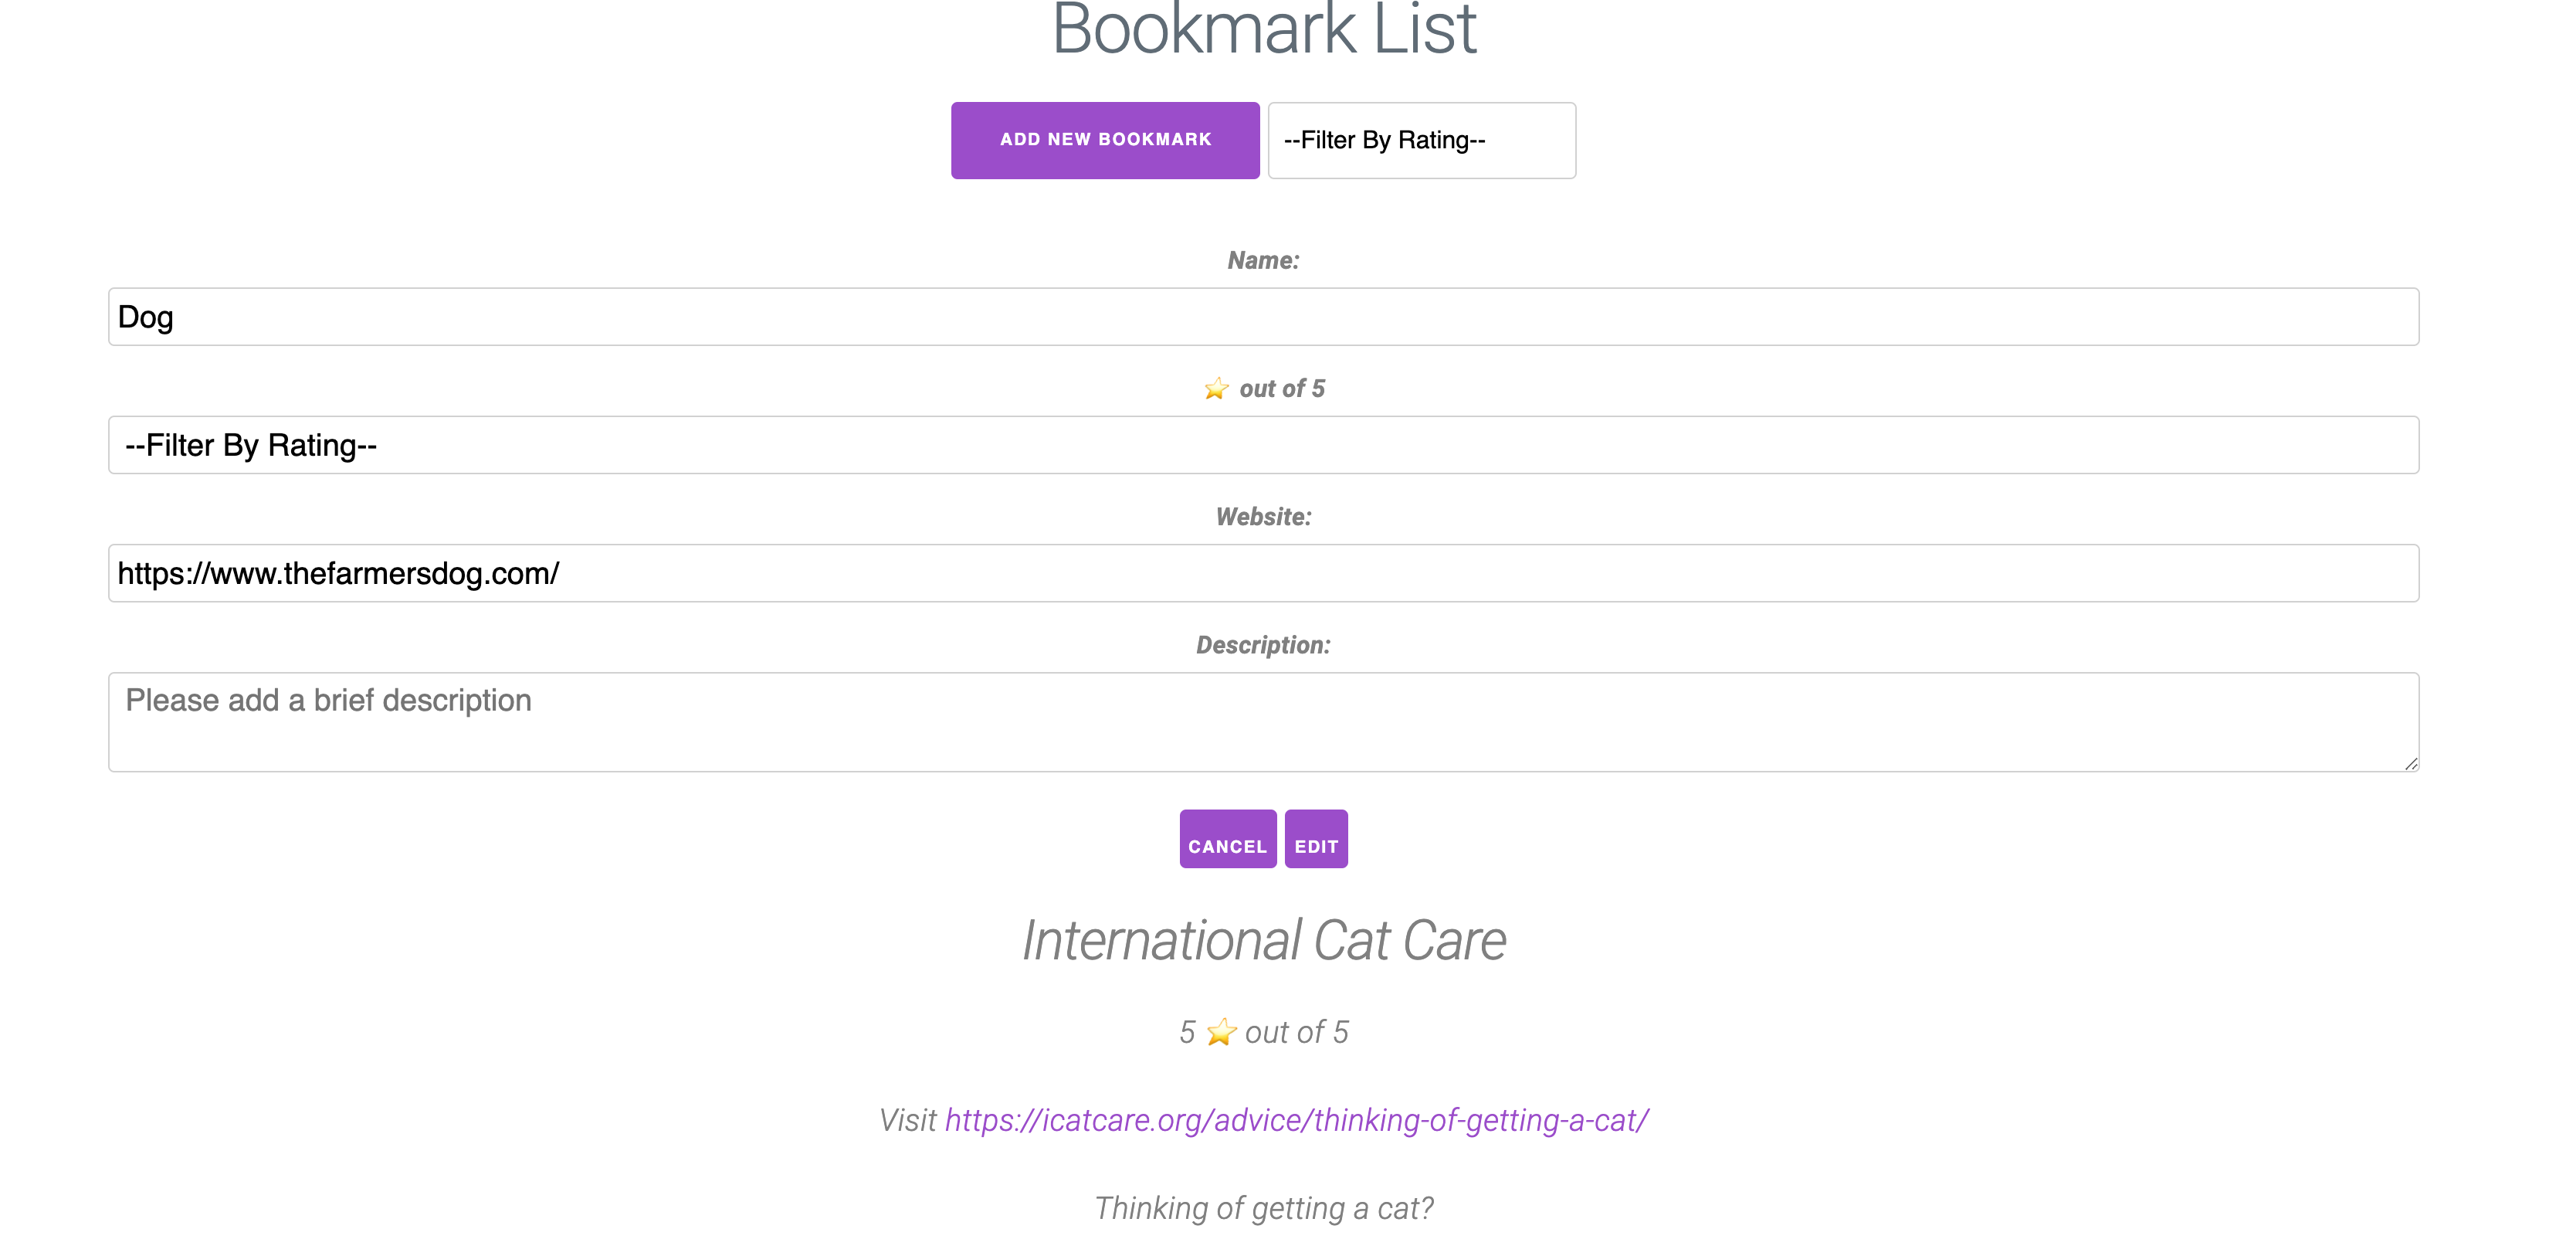 Bookmark List
ADD NEW BOOKMARK --Filter By Rating--
Name:
Dog
⭐ out of 5
--Filter By Rating--
Website:
https://www.thefarmersdog.com/
Description:
Please add a brief description
CANCEL EDIT
International Cat Care
5 ⭐ out of 5
Visit https://icatcare.org/advice/thinking-of-getting-a-cat/
Thinking of getting a cat?